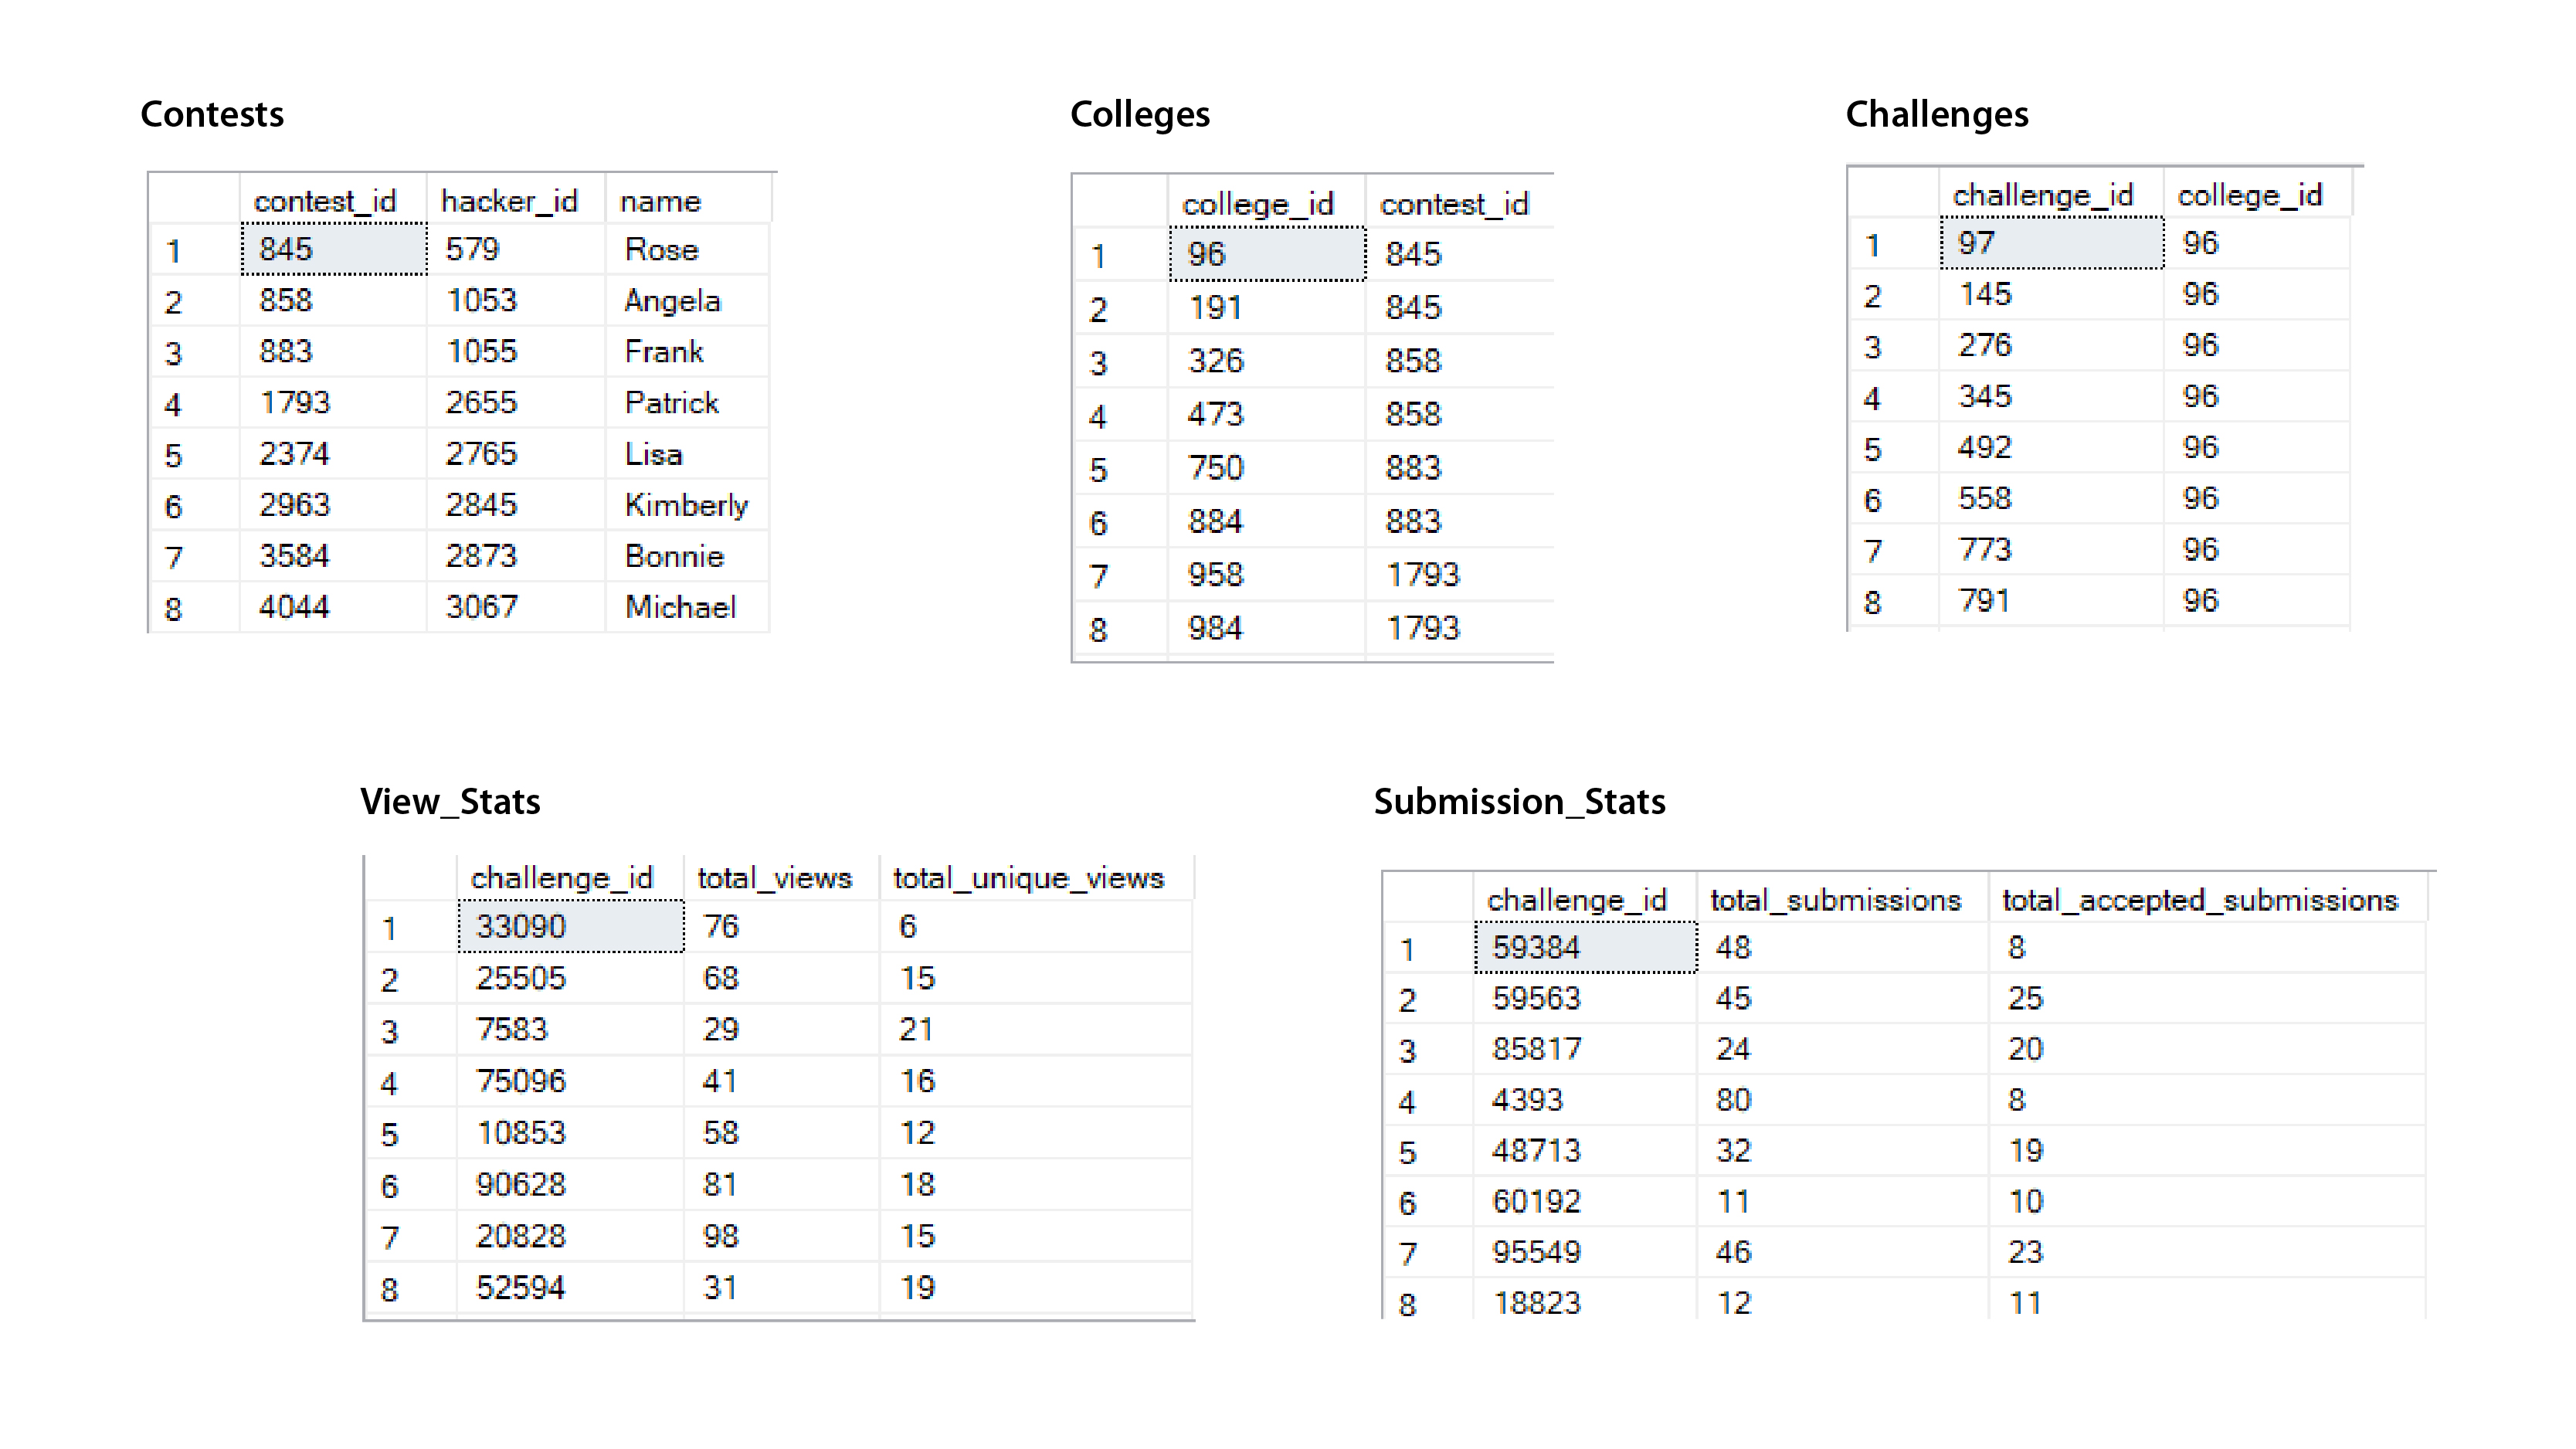 Contests
contest_id hacker_id name
1 845 579 Rose
2 858 1053 Angela
3 883 1055 Frank
4 1793 2655 Patrick
5 2374 2765 Lisa
6 2963 2845 Kimberly
7 3584 2873 Bonnie
8 4044 3067 Michael
Colleges
college_id contest_id
1 96 845
2 191 845
3 326 858
4 473 858
5 750 883
6 884 883
7 958 1793
8 984 1793
Challenges
challenge_id college_id
1 97 96
2 145 96
3 276 96
4 345 96
5 492 96
6 558 96
7 773 96
8 791 96
View_Stats
challenge_id total_views total_unique_views
1 33090 76 6
2 25505 68 15
3 7583 29 21
4 75096 41 16
5 10853 58 12
6 90628 81 18
7 20828 98 15
8 52594 31 19
Submission_Stats
challenge_id total_submissions total_accepted_submissions
1 59384 48 8
2 59563 45 25
3 85817 24 20
4 4393 80 8
5 48713 32 19
6 60192 11 10
7 95549 46 23
8 18823 12 11